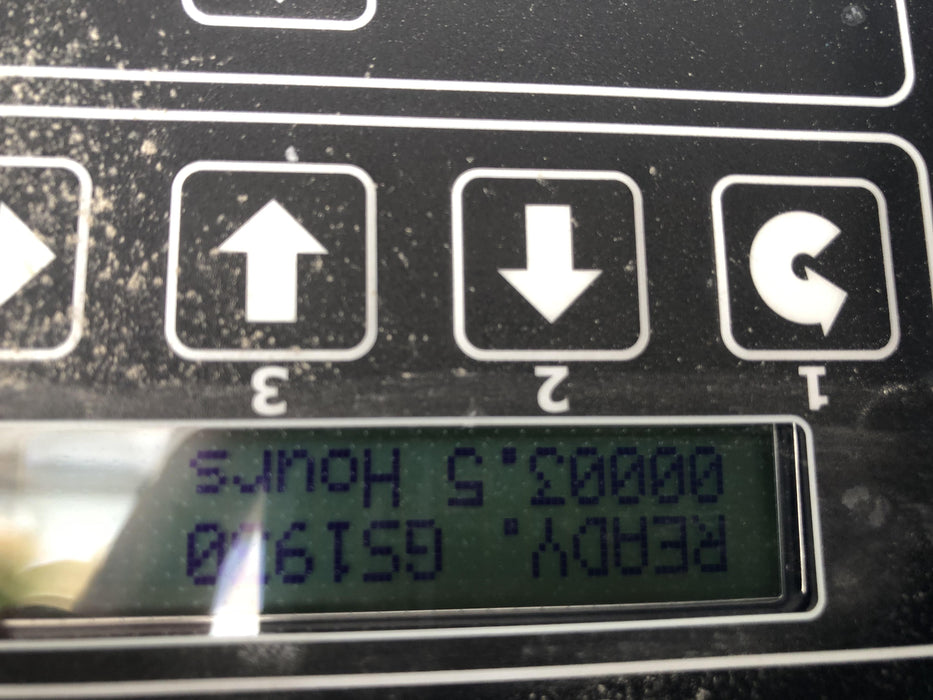 READY. GS1930
00003.5 Hours
1 2 3